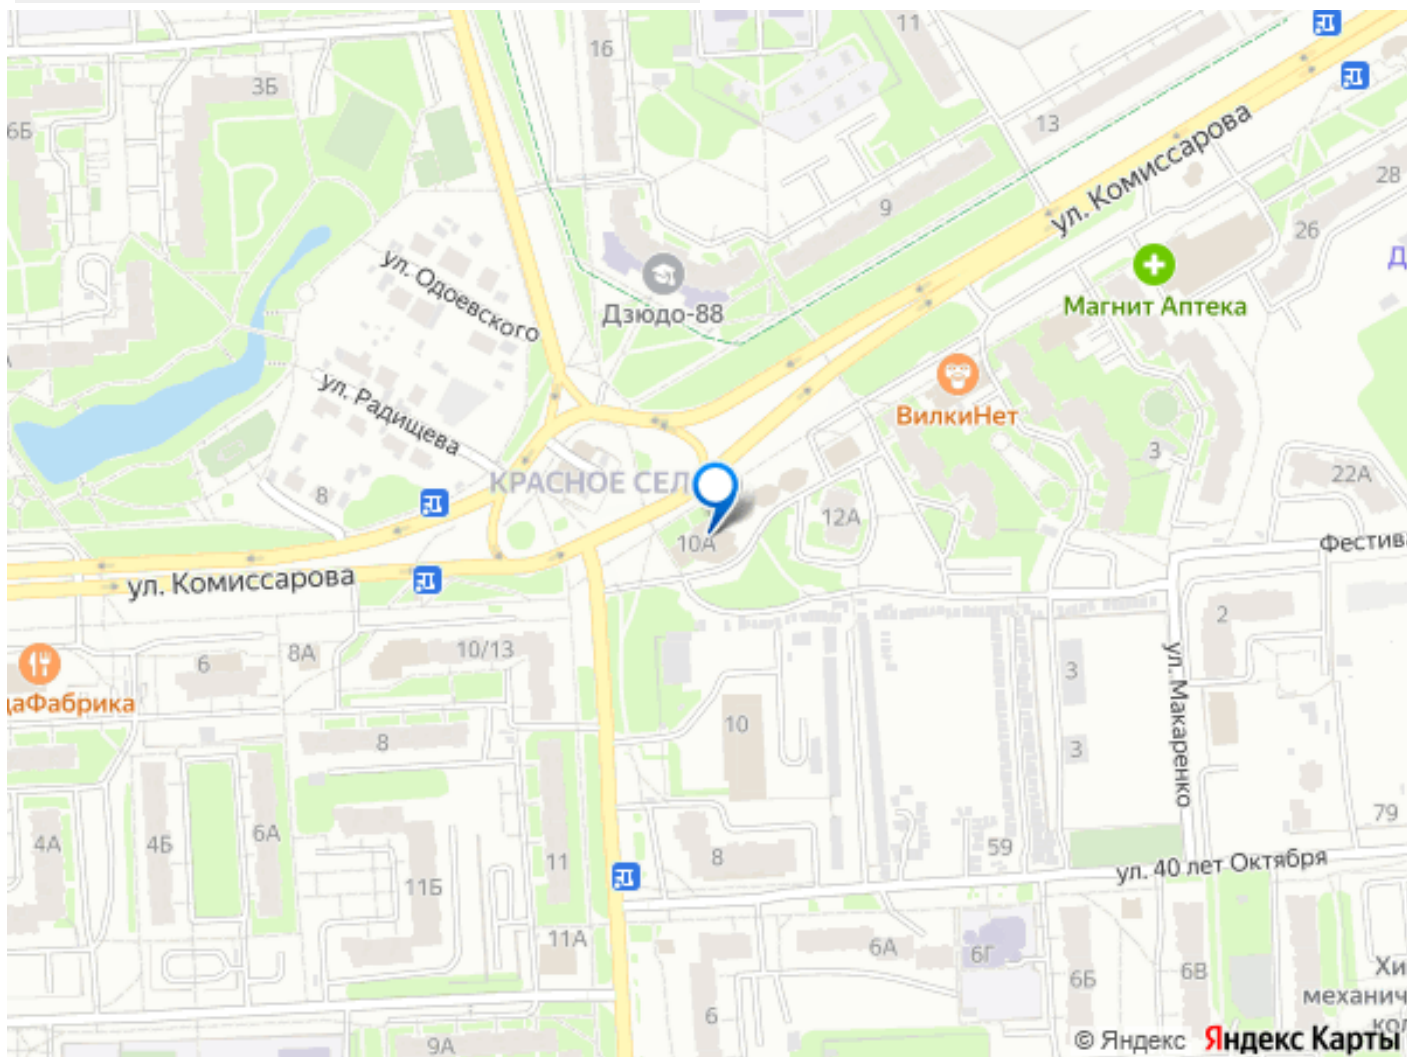 16
11
3Б
6Б
13
28
ул. Комиссарова
9
26
ул. Одоевского
Дзюдо-88
Магнит Аптека
Д
ул. Радищева
ВилкиНет
3
КРАСНОЕ СЕЛ
22А
8
12А
10А
Фестива
ул. Комиссарова
2
10/13
8А
6
3
ул. Макаренко
цаФабрика
10
8
3
79
6А
4А
4Б
59
8
11
ул. 40 лет Октября
11Б
11А
6А
6Г
6Б
6В
Хи
механич
кол
6
9А
© Яндекс Яндекс Карты